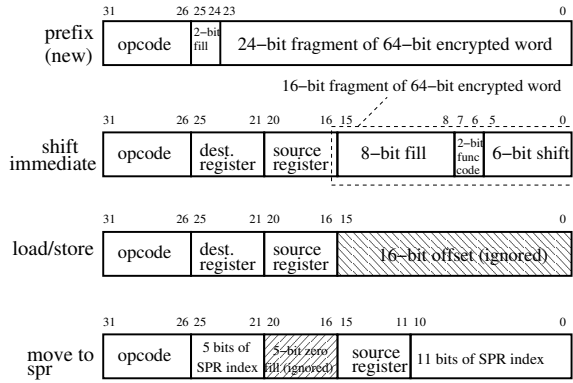 31 26 25 24 23 0
prefix (new) opcode 2−bit fill 24−bit fragment of 64−bit encrypted word
16−bit fragment of 64−bit encrypted word
31 26 25 21 20 16 15 8 7 6 5 0
shift immediate opcode dest. register source register 8−bit fill 2−bit func code 6−bit shift
31 26 25 21 20 16 15 0
load/store opcode dest. register source register 16−bit offset (ignored)
31 26 25 21 20 16 15 11 10 0
move to spr opcode 5 bits of SPR index 5−bit zero fill (ignored) source register 11 bits of SPR index